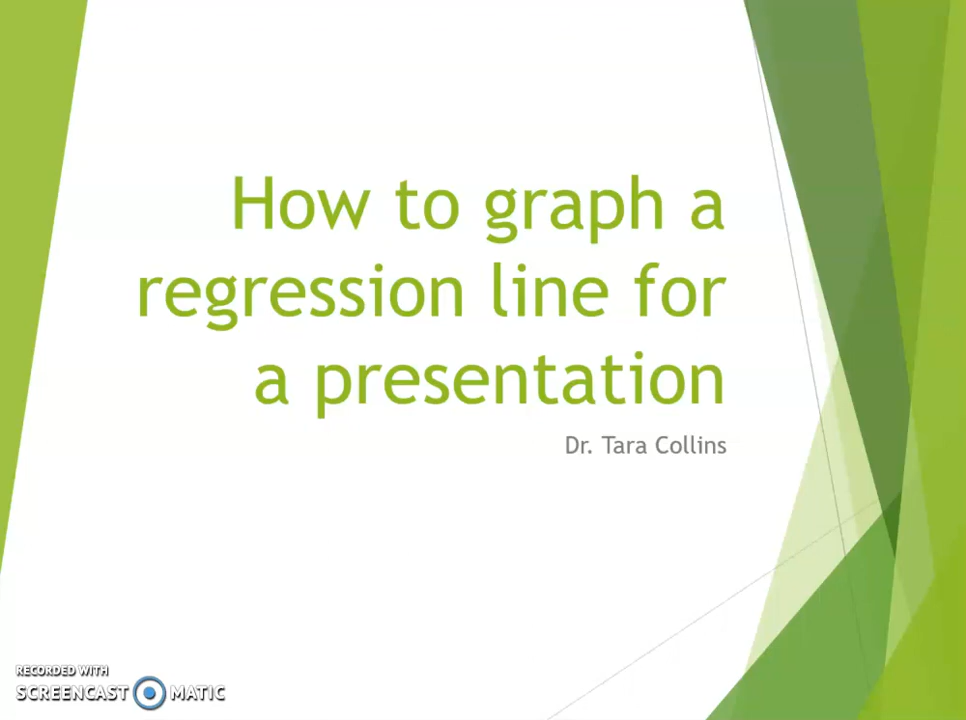 How to graph a
regression line for
a presentation
Dr. Tara Collins
RECORDED WITH
SCREENCAST MATIC